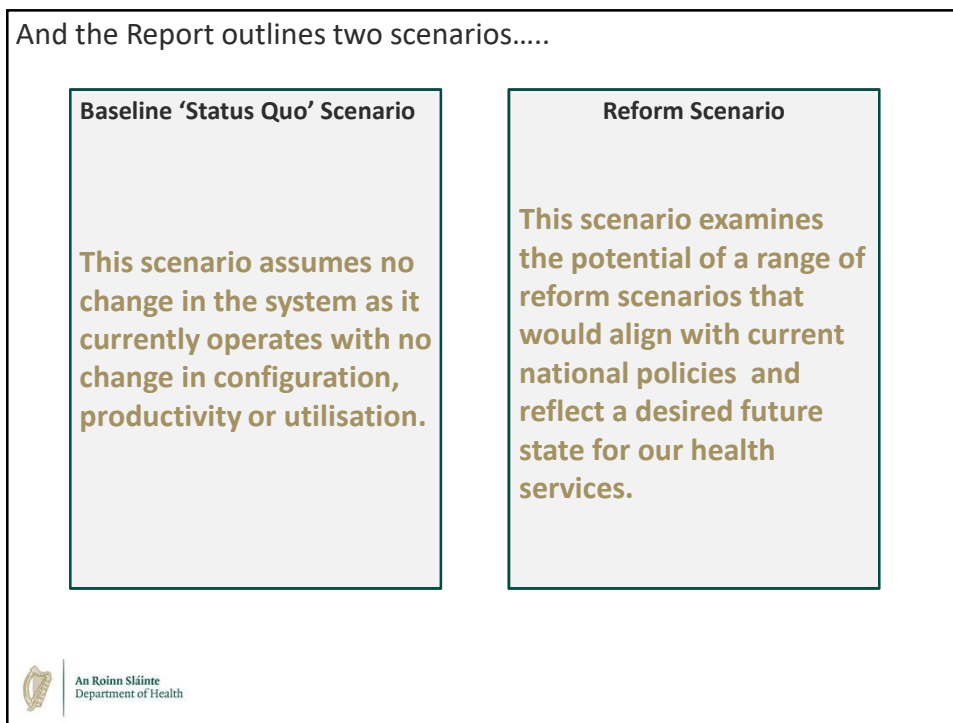 And the Report outlines two scenarios.....
Baseline ‘Status Quo’ Scenario
This scenario assumes no
change in the system as it
currently operates with no
change in configuration,
productivity or utilisation.
Reform Scenario
This scenario examines
the potential of a range of
reform scenarios that
would align with current
national policies  and
reflect a desired future
state for our health
services.
An Roinn Sláinte
Department of Health